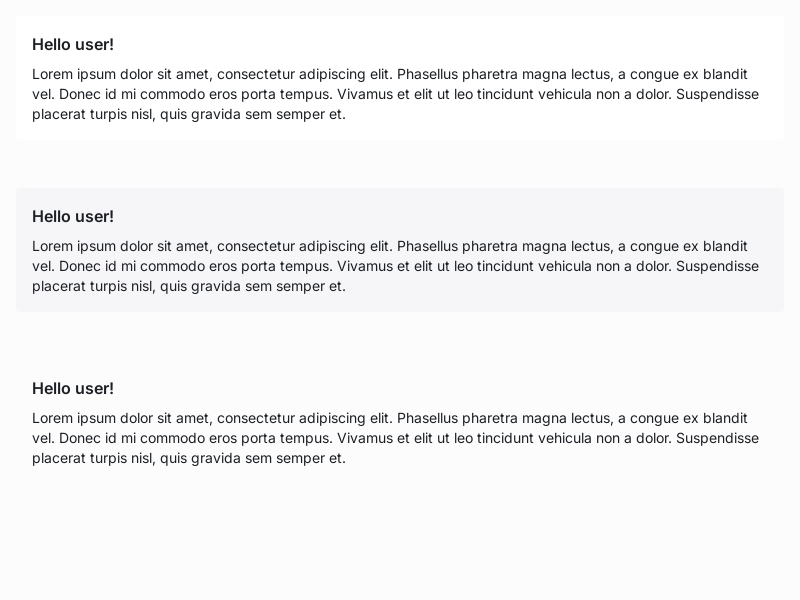 Hello user!
Lorem ipsum dolor sit amet, consectetur adipiscing elit. Phasellus pharetra magna lectus, a congue ex blandit
vel. Donec id mi commodo eros porta tempus. Vivamus et elit ut leo tincidunt vehicula non a dolor. Suspendisse
placerat turpis nisl, quis gravida sem semper et.
Hello user!
Lorem ipsum dolor sit amet, consectetur adipiscing elit. Phasellus pharetra magna lectus, a congue ex blandit
vel. Donec id mi commodo eros porta tempus. Vivamus et elit ut leo tincidunt vehicula non a dolor. Suspendisse
placerat turpis nisl, quis gravida sem semper et.
Hello user!
Lorem ipsum dolor sit amet, consectetur adipiscing elit. Phasellus pharetra magna lectus, a congue ex blandit
vel. Donec id mi commodo eros porta tempus. Vivamus et elit ut leo tincidunt vehicula non a dolor. Suspendisse
placerat turpis nisl, quis gravida sem semper et.